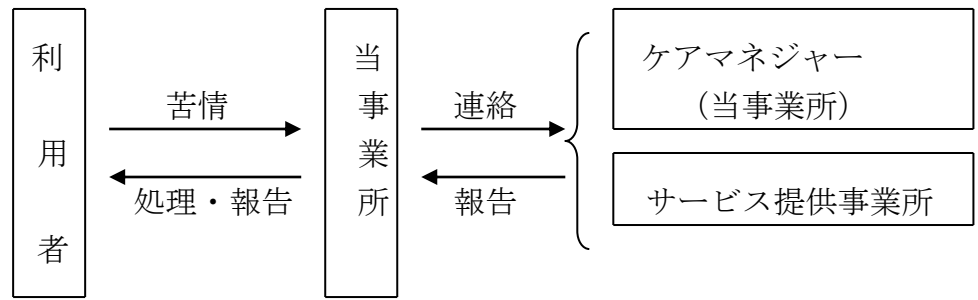 利用者
苦情
処理・報告
当事業所
連絡
報告
ケアマネジャー
（当事業所）
サービス提供事業所